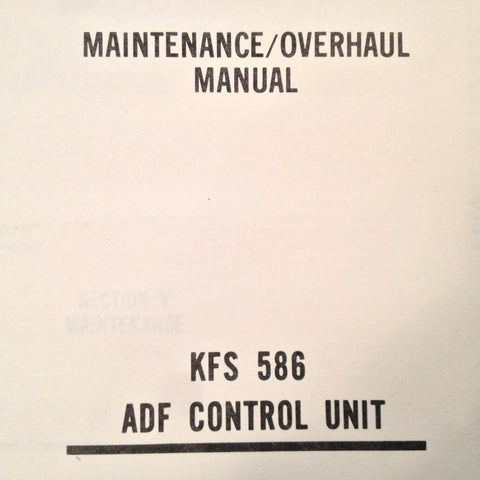 MAINTENANCE/OVERHAUL
MANUAL
SECTION V
MAINTENANCE
KFS 586
ADF CONTROL UNIT